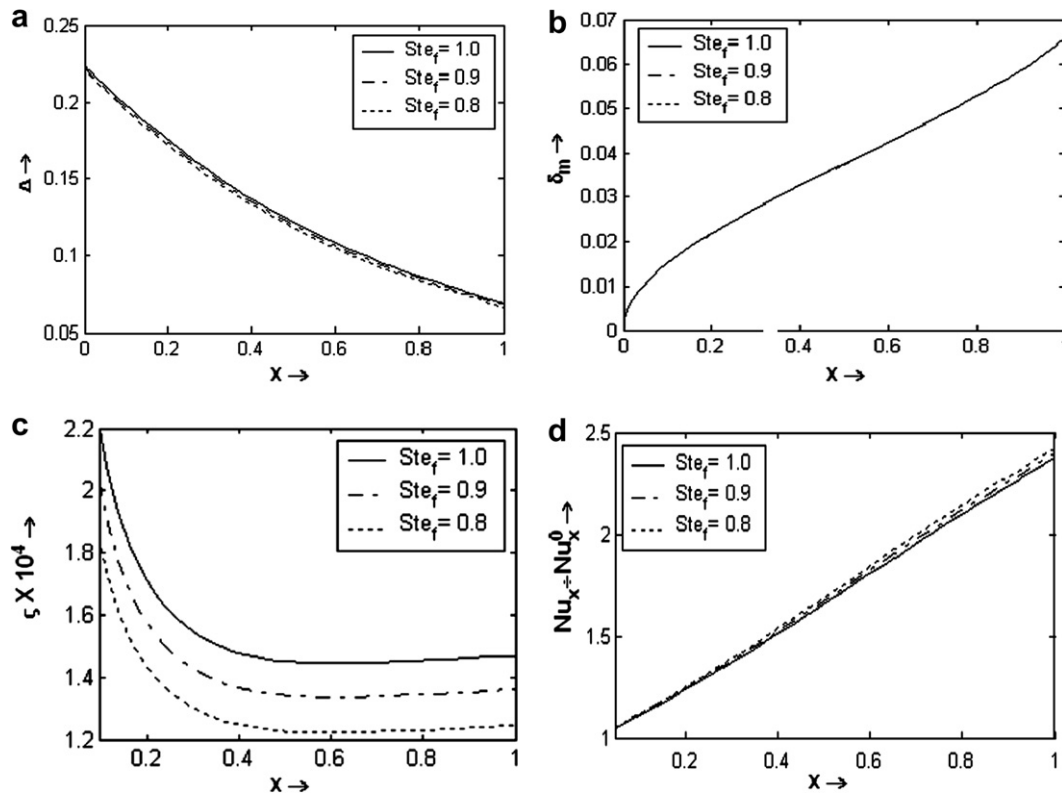 a
0.25
0.2
0.15
0.1
0.05
Δ →
0 0.2 0.4 0.6 0.8 1
X →
Ste_f = 1.0
Ste_f = 0.9
Ste_f = 0.8
b
0.07
0.06
0.05
0.04
0.03
0.02
0.01
0
δ_m →
0 0.2 0.4 0.6 0.8 1
X →
Ste_f = 1.0
Ste_f = 0.9
Ste_f = 0.8
c
2.2
2
1.8
1.6
1.4
1.2
ς X 10⁴ →
0.2 0.4 0.6 0.8 1
X →
Ste_f = 1.0
Ste_f = 0.9
Ste_f = 0.8
d
2.5
2
1.5
1
Nu_x ÷ Nu_x⁰ →
0.2 0.4 0.6 0.8 1
X →
Ste_f = 1.0
Ste_f = 0.9
Ste_f = 0.8